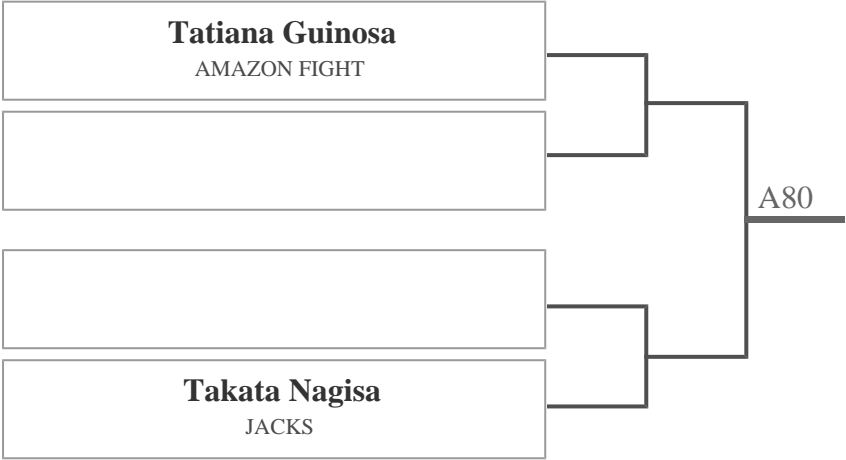 Tatiana Guinosa
AMAZON FIGHT
A80
Takata Nagisa
JACKS